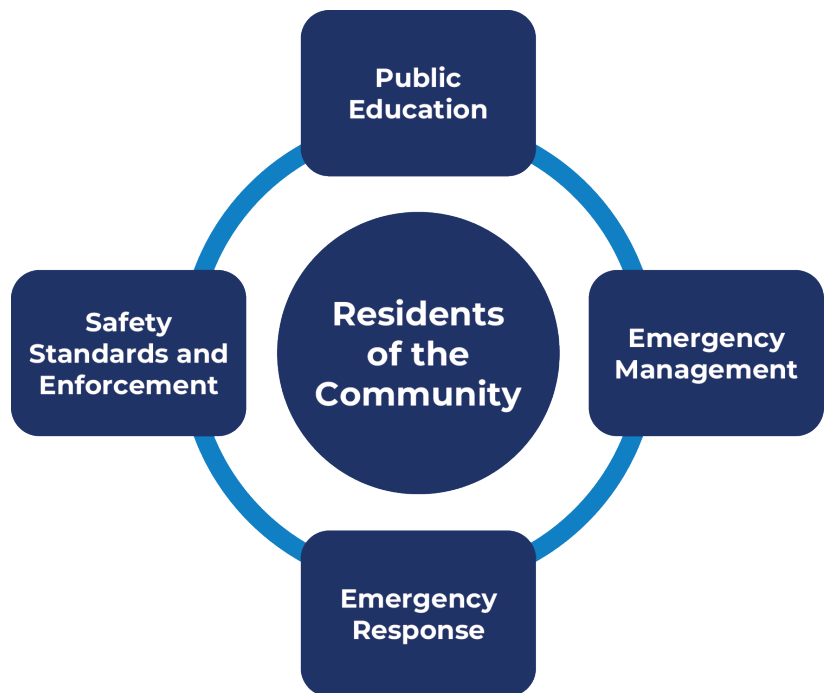 Public
Education
Safety
Standards and
Enforcement
Residents
of the
Community
Emergency
Management
Emergency
Response